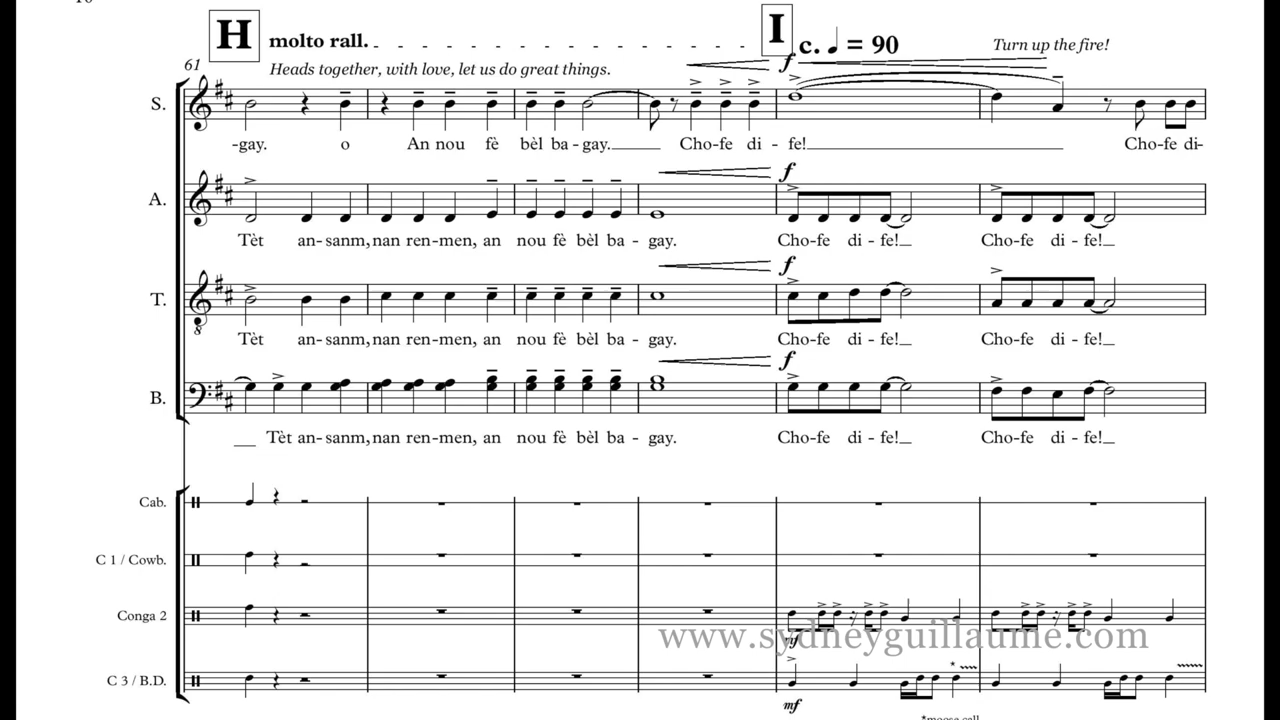 H molto rall.
I c. ♩ = 90
Turn up the fire!
61
Heads together, with love, let us do great things.
f
S.
-gay. o An nou fè bèl ba - gay. Cho-fe di - fe! Cho-fe di-
f
A.
Tèt an-sanm, nan ren-men, an nou fè bèl ba - gay. Cho-fe di - fe! Cho-fe di - fe!
f
T.
8
Tèt an-sanm, nan ren-men, an nou fè bèl ba - gay. Cho-fe di - fe! Cho-fe di - fe!
f
B.
Tèt an-sanm, nan ren-men, an nou fè bèl ba - gay. Cho-fe di - fe! Cho-fe di - fe!
Cab.
C 1 / Cowb.
Conga 2
mf
www.sydneyguillaume.com
C 3 / B.D.
*
mf
*moose call